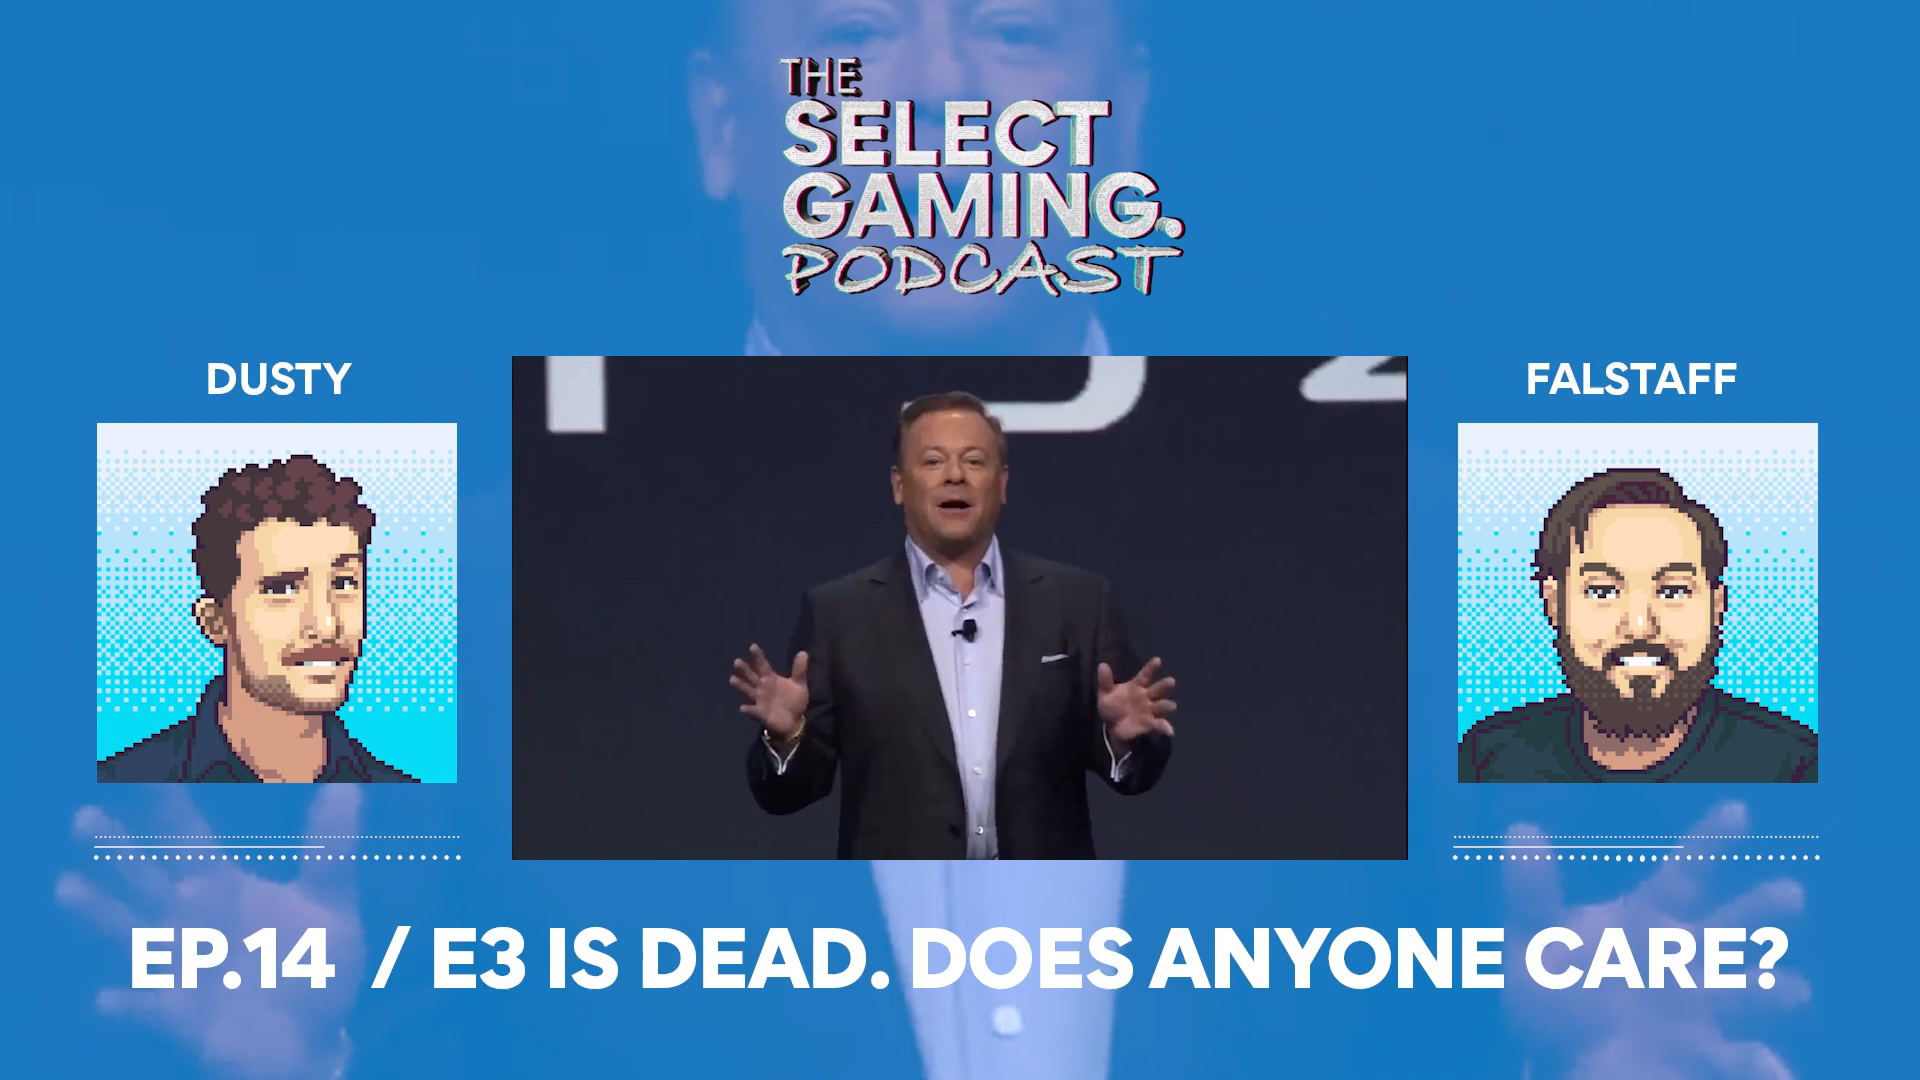 THE
SELECT
GAMING.
PODCAST
DUSTY
FALSTAFF
EP.14 / E3 IS DEAD. DOES ANYONE CARE?